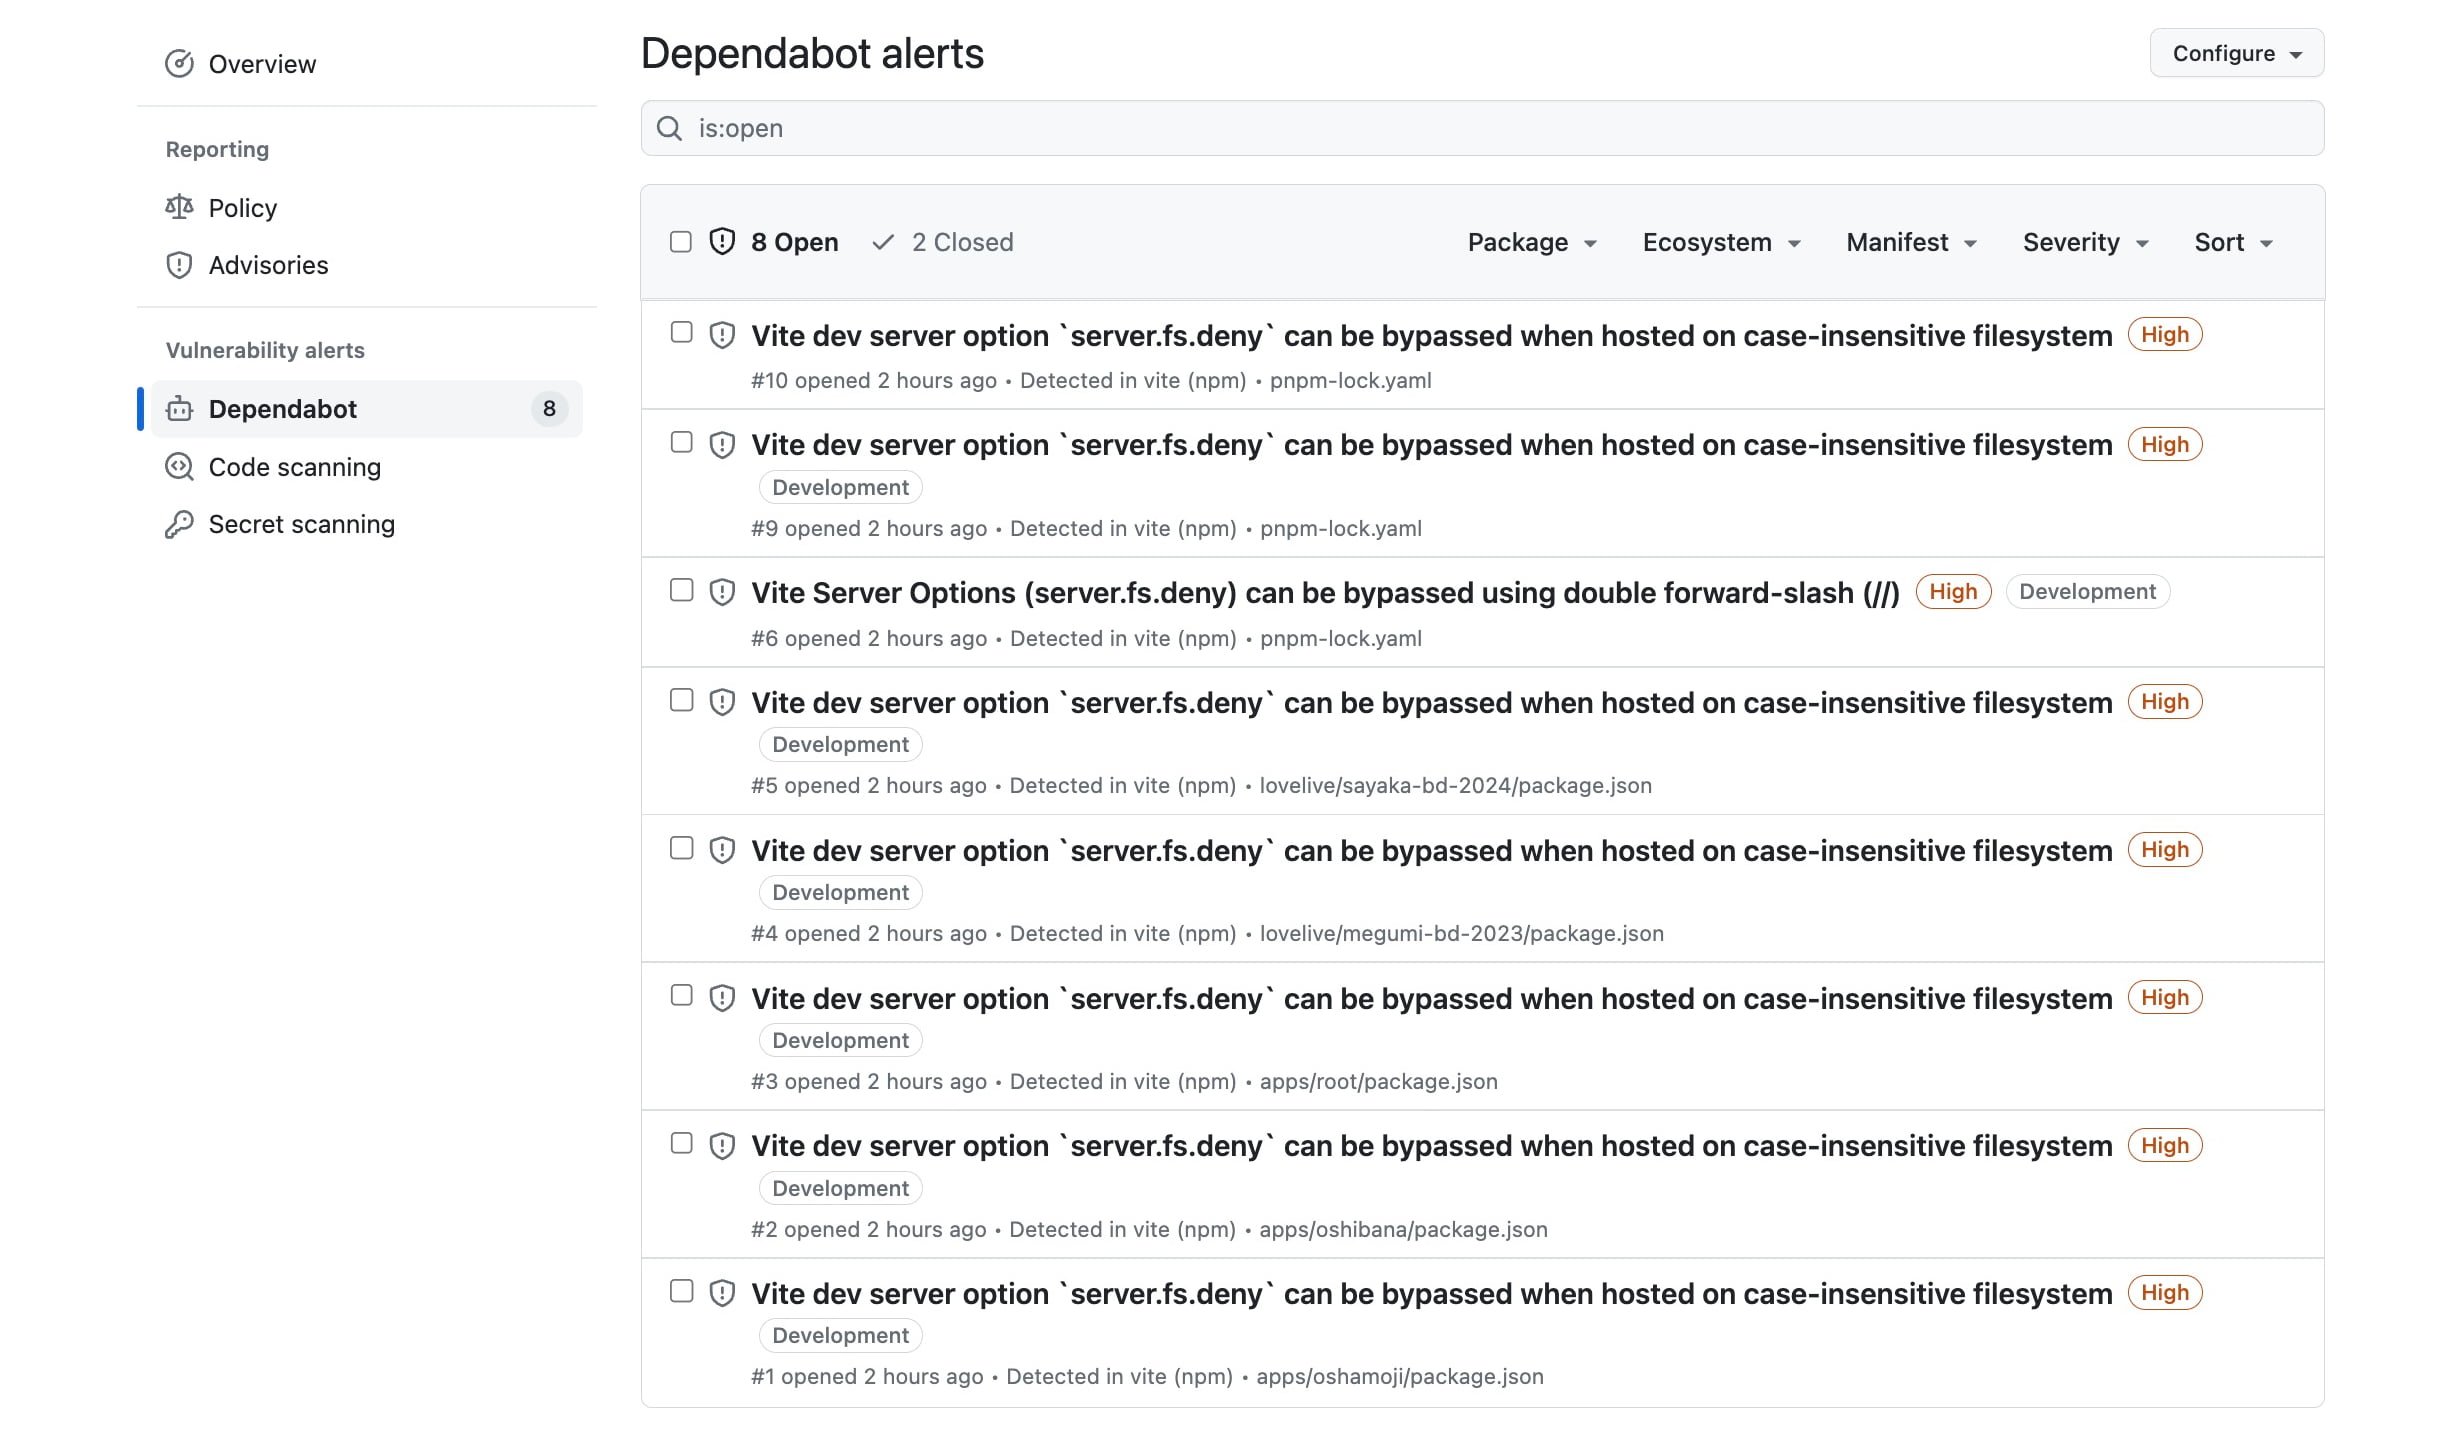 Overview
Reporting
Policy
Advisories
Vulnerability alerts
Dependabot 8
Code scanning
Secret scanning
Dependabot alerts
Configure
is:open
8 Open 2 Closed Package Ecosystem Manifest Severity Sort
Vite dev server option `server.fs.deny` can be bypassed when hosted on case-insensitive filesystem High
#10 opened 2 hours ago • Detected in vite (npm) • pnpm-lock.yaml
Vite dev server option `server.fs.deny` can be bypassed when hosted on case-insensitive filesystem High
Development
#9 opened 2 hours ago • Detected in vite (npm) • pnpm-lock.yaml
Vite Server Options (server.fs.deny) can be bypassed using double forward-slash (//) High Development
#6 opened 2 hours ago • Detected in vite (npm) • pnpm-lock.yaml
Vite dev server option `server.fs.deny` can be bypassed when hosted on case-insensitive filesystem High
Development
#5 opened 2 hours ago • Detected in vite (npm) • lovelive/sayaka-bd-2024/package.json
Vite dev server option `server.fs.deny` can be bypassed when hosted on case-insensitive filesystem High
Development
#4 opened 2 hours ago • Detected in vite (npm) • lovelive/megumi-bd-2023/package.json
Vite dev server option `server.fs.deny` can be bypassed when hosted on case-insensitive filesystem High
Development
#3 opened 2 hours ago • Detected in vite (npm) • apps/root/package.json
Vite dev server option `server.fs.deny` can be bypassed when hosted on case-insensitive filesystem High
Development
#2 opened 2 hours ago • Detected in vite (npm) • apps/oshibana/package.json
Vite dev server option `server.fs.deny` can be bypassed when hosted on case-insensitive filesystem High
Development
#1 opened 2 hours ago • Detected in vite (npm) • apps/oshamoji/package.json